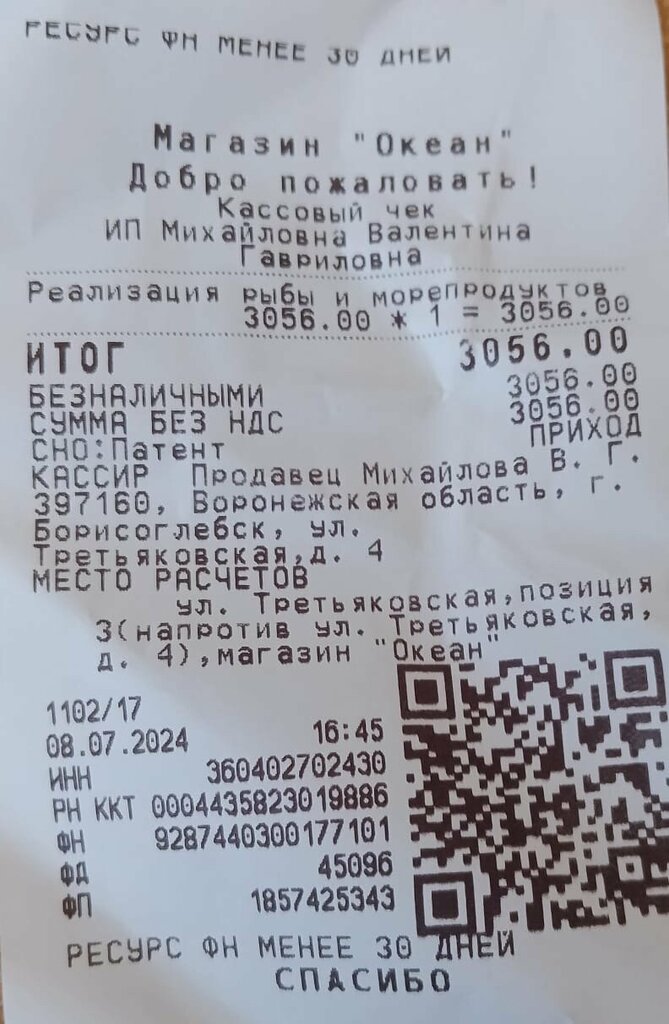 РЕСУРС ФН МЕНЕЕ 30 ДНЕЙ
Магазин "Океан"
Добро пожаловать!
Кассовый чек
ИП Михайловна Валентина
Гавриловна
Реализация рыбы и морепродуктов
3056.00 * 1 = 3056.00
ИТОГ 3056.00
БЕЗНАЛИЧНЫМИ 3056.00
СУММА БЕЗ НДС 3056.00
СНО:Патент ПРИХОД
КАССИР Продавец Михайлова В. Г.
397160, Воронежская область, г.
Борисоглебск, ул.
Третьяковская,д. 4
МЕСТО РАСЧЕТОВ
ул. Третьяковская,позиция
3(напротив ул. Третьяковская,
д. 4),магазин "Океан"
1102/17
08.07.2024 16:45
ИНН 360402702430
РН ККТ 0004435823019886
ФН 9287440300177101
ФД 45096
ФП 1857425343
РЕСУРС ФН МЕНЕЕ 30 ДНЕЙ
СПАСИБО